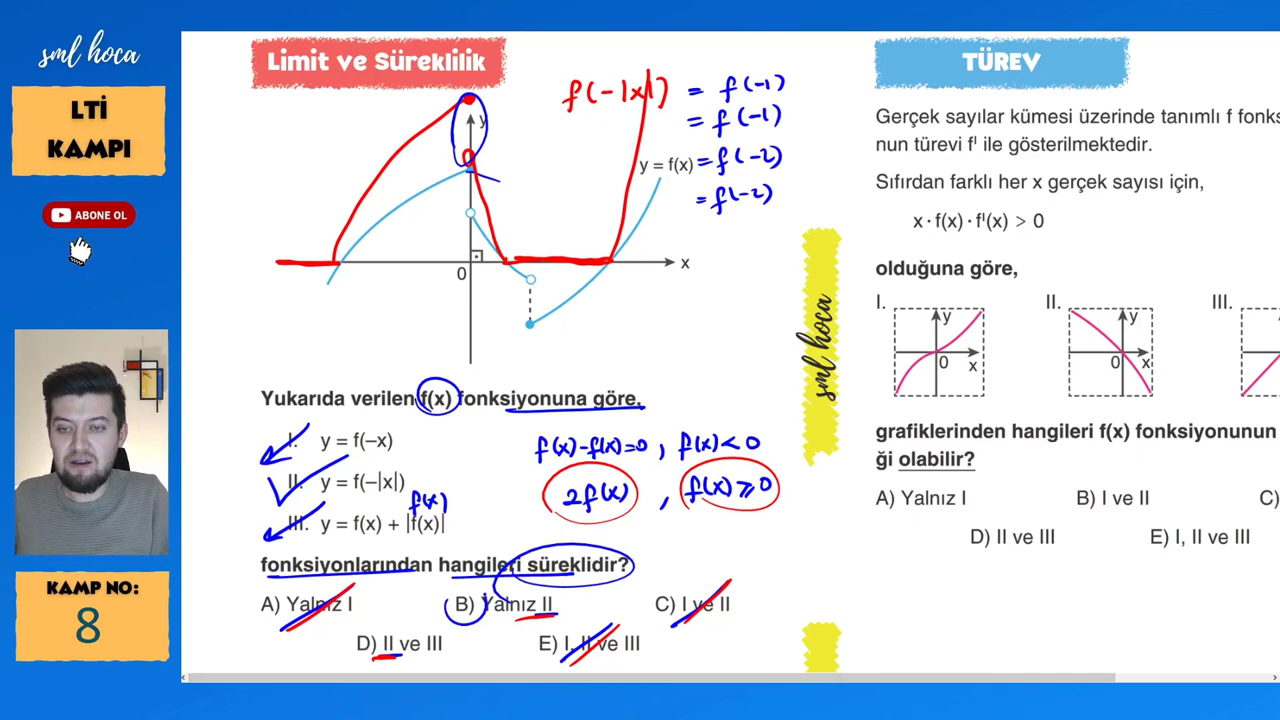 sml hoca
LTİ
KAMPI
ABONE OL
KAMP NO:
8
Limit ve Süreklilik
f(-|x|) = f(-1)
= f(-1)
= f(-2)
= f(-2)
y
y = f(x)
x
0
Yukarıda verilen f(x) fonksiyonuna göre,
I. y = f(–x)
II. y = f(–|x|)
f(x)
III. y = f(x) + |f(x)|
f(x)-f(x)=0 , f(x)<0
2f(x) , f(x)≥0
fonksiyonlarından hangileri süreklidir?
A) Yalnız I B) Yalnız II C) I ve II
D) II ve III E) I, II ve III
sml hoca
TÜREV
Gerçek sayılar kümesi üzerinde tanımlı f fonks
nun türevi fᴵ ile gösterilmektedir.
Sıfırdan farklı her x gerçek sayısı için,
x · f(x) · fᴵ(x) > 0
olduğuna göre,
I. II. III.
y y
0 x 0 x
grafiklerinden hangileri f(x) fonksiyonunun
ği olabilir?
A) Yalnız I B) I ve II C)
D) II ve III E) I, II ve III